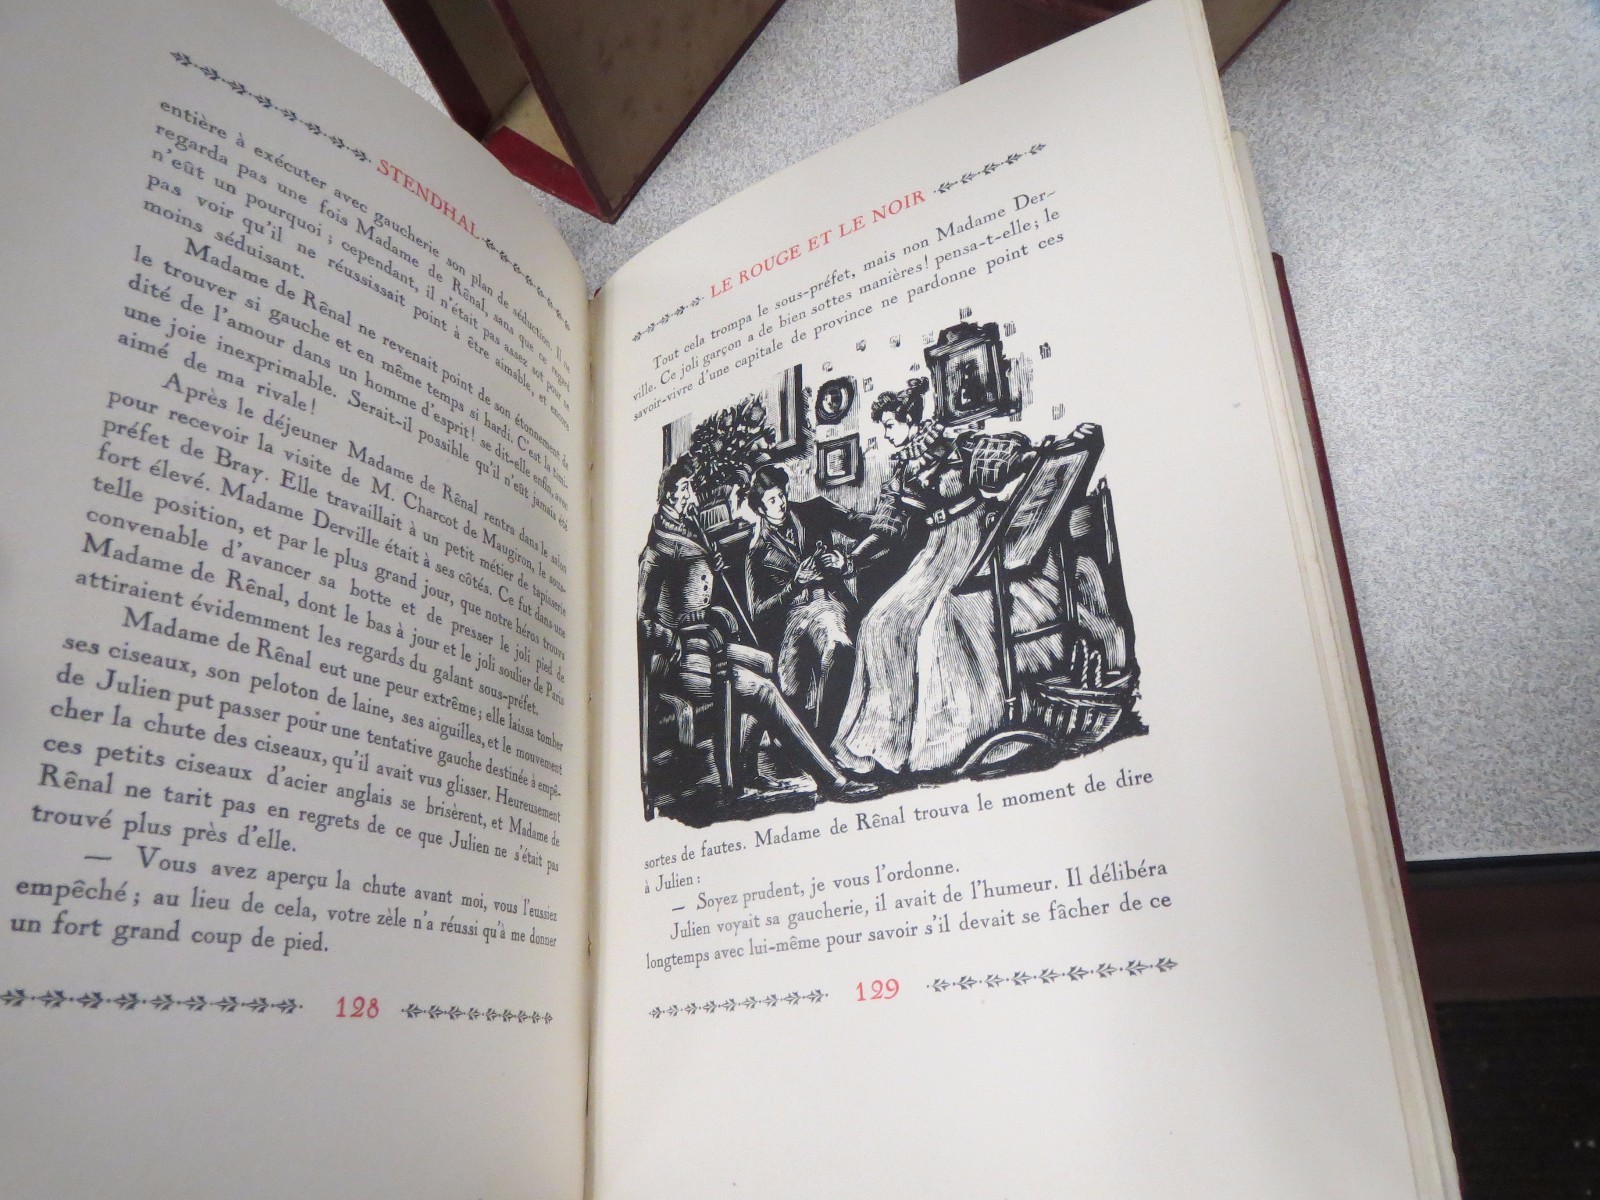 STENDHAL
entière à exécuter avec gaucherie son plan de séduction. Il ne
regarda pas une fois Madame de Rênal, sans que ce regard
n'eût un pourquoi ; cependant, il n'était pas assez sot pour se
pas voir qu'il ne réussissait point à être aimable, et encore
moins séduisant.
Madame de Rênal ne revenait point de son étonnement de
le trouver si gauche et en même temps si hardi. C'est la timi-
dité de l'amour dans un homme d'esprit ! se dit-elle enfin, avec
une joie inexprimable. Serait-il possible qu'il n'eût jamais été
aimé de ma rivale !
Après le déjeuner Madame de Rênal rentra dans le salon
pour recevoir la visite de M. Charcot de Maugiron, le sous-
préfet de Bray. Elle travaillait à un petit métier de tapisserie
fort élevé. Madame Derville était à ses côtés. Ce fut dans une
telle position, et par le plus grand jour, que notre héros trouva
convenable d'avancer sa botte et de presser le joli pied de
Madame de Rênal, dont le bas à jour et le joli soulier de Paris
attiraient évidemment les regards du galant sous-préfet.
Madame de Rênal eut une peur extrême ; elle laissa tomber
ses ciseaux, son peloton de laine, ses aiguilles, et le mouvement
de Julien put passer pour une tentative gauche destinée à empê-
cher la chute des ciseaux, qu'il avait vus glisser. Heureusement
ces petits ciseaux d'acier anglais se brisèrent, et Madame de
Rênal ne tarit pas en regrets de ce que Julien ne s'était pas
trouvé plus près d'elle.
— Vous avez aperçu la chute avant moi, vous l'eussiez
empêché ; au lieu de cela, votre zèle n'a réussi qu'à me donner
un fort grand coup de pied.
128
LE ROUGE ET LE NOIR
Tout cela trompa le sous-préfet, mais non Madame Der-
ville. Ce joli garçon a de bien sottes manières ! pensa-t-elle ; le
savoir-vivre d'une capitale de province ne pardonne point ces
sortes de fautes. Madame de Rênal trouva le moment de dire
à Julien :
— Soyez prudent, je vous l'ordonne.
Julien voyait sa gaucherie, il avait de l'humeur. Il délibéra
longtemps avec lui-même pour savoir s'il devait se fâcher de ce
129